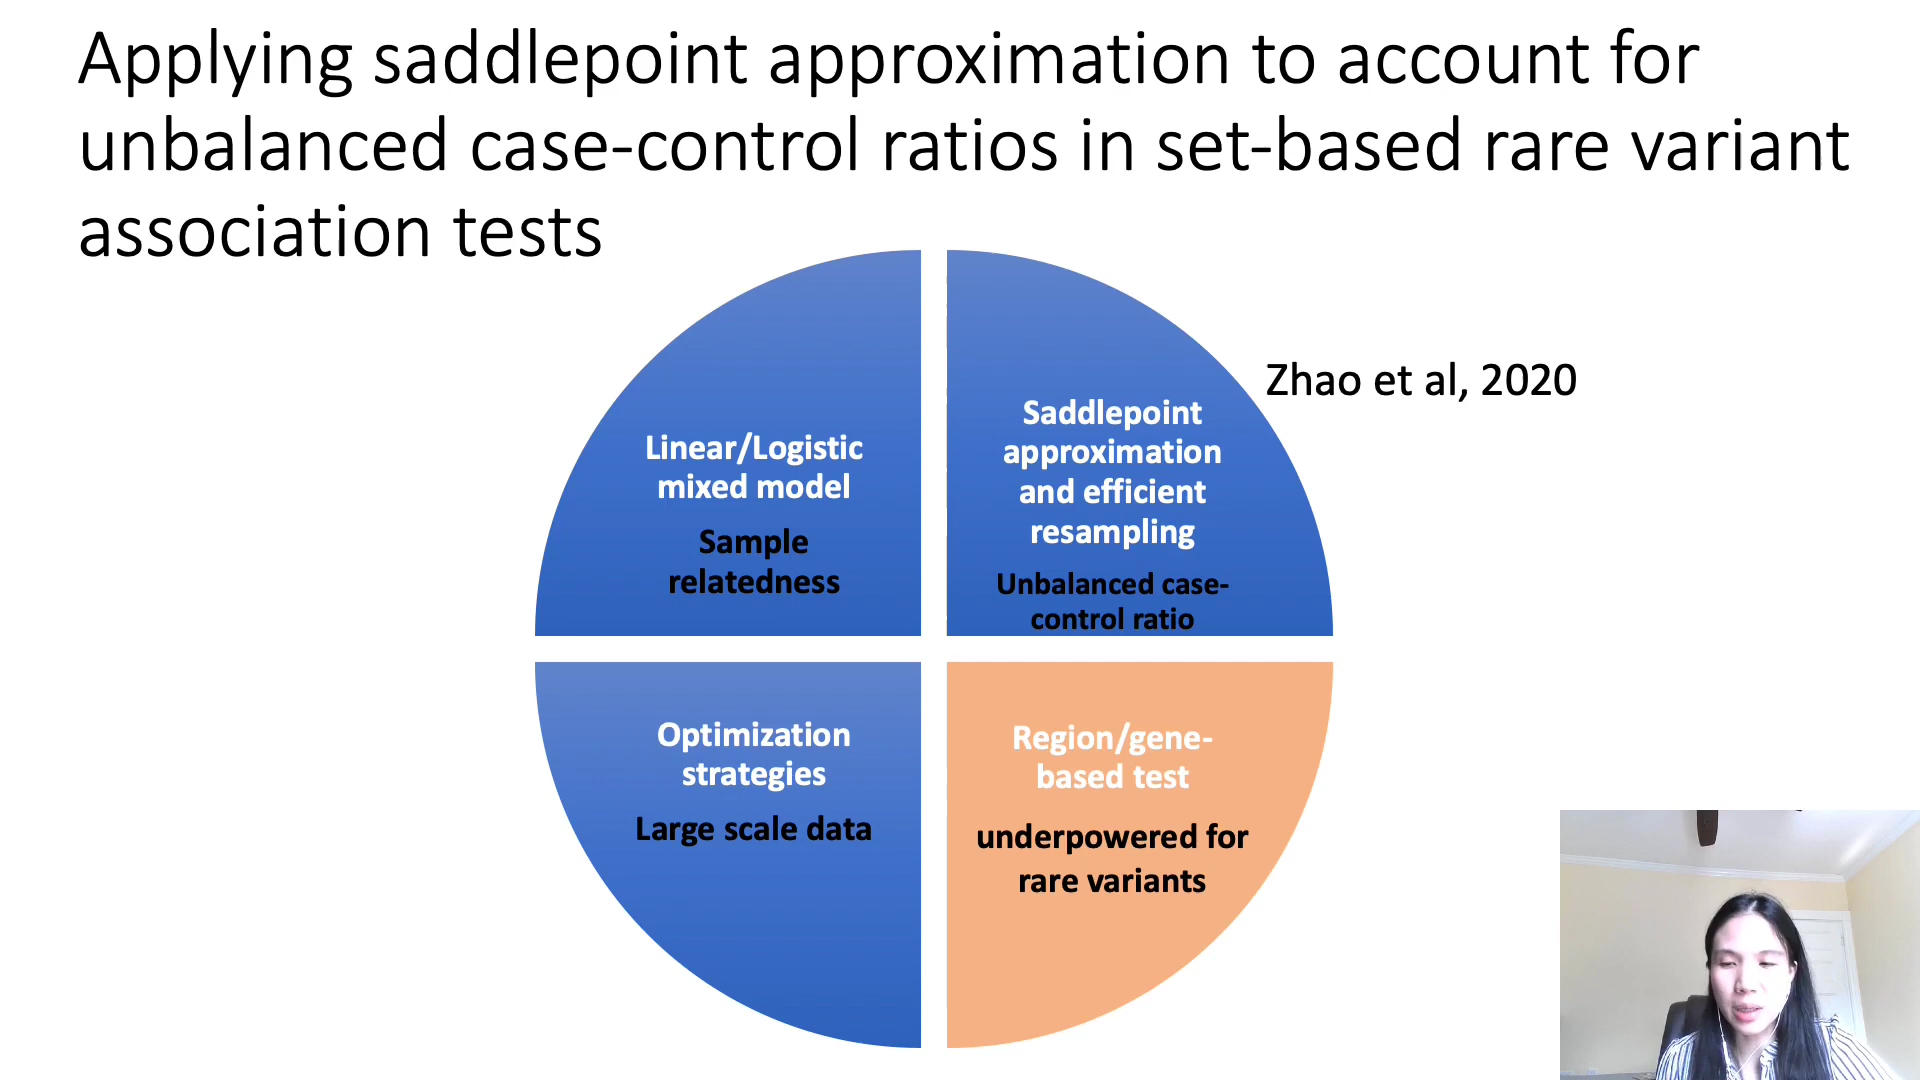 Applying saddlepoint approximation to account for
unbalanced case-control ratios in set-based rare variant
association tests
Linear/Logistic
mixed model
Sample
relatedness
Saddlepoint
approximation
and efficient
resampling
Unbalanced case-
control ratio
Zhao et al, 2020
Optimization
strategies
Large scale data
Region/gene-
based test
underpowered for
rare variants